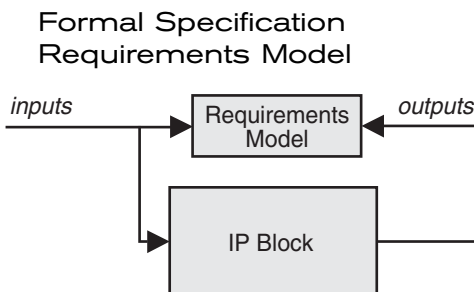 Formal Specification
Requirements Model
inputs
outputs
Requirements
Model
IP Block